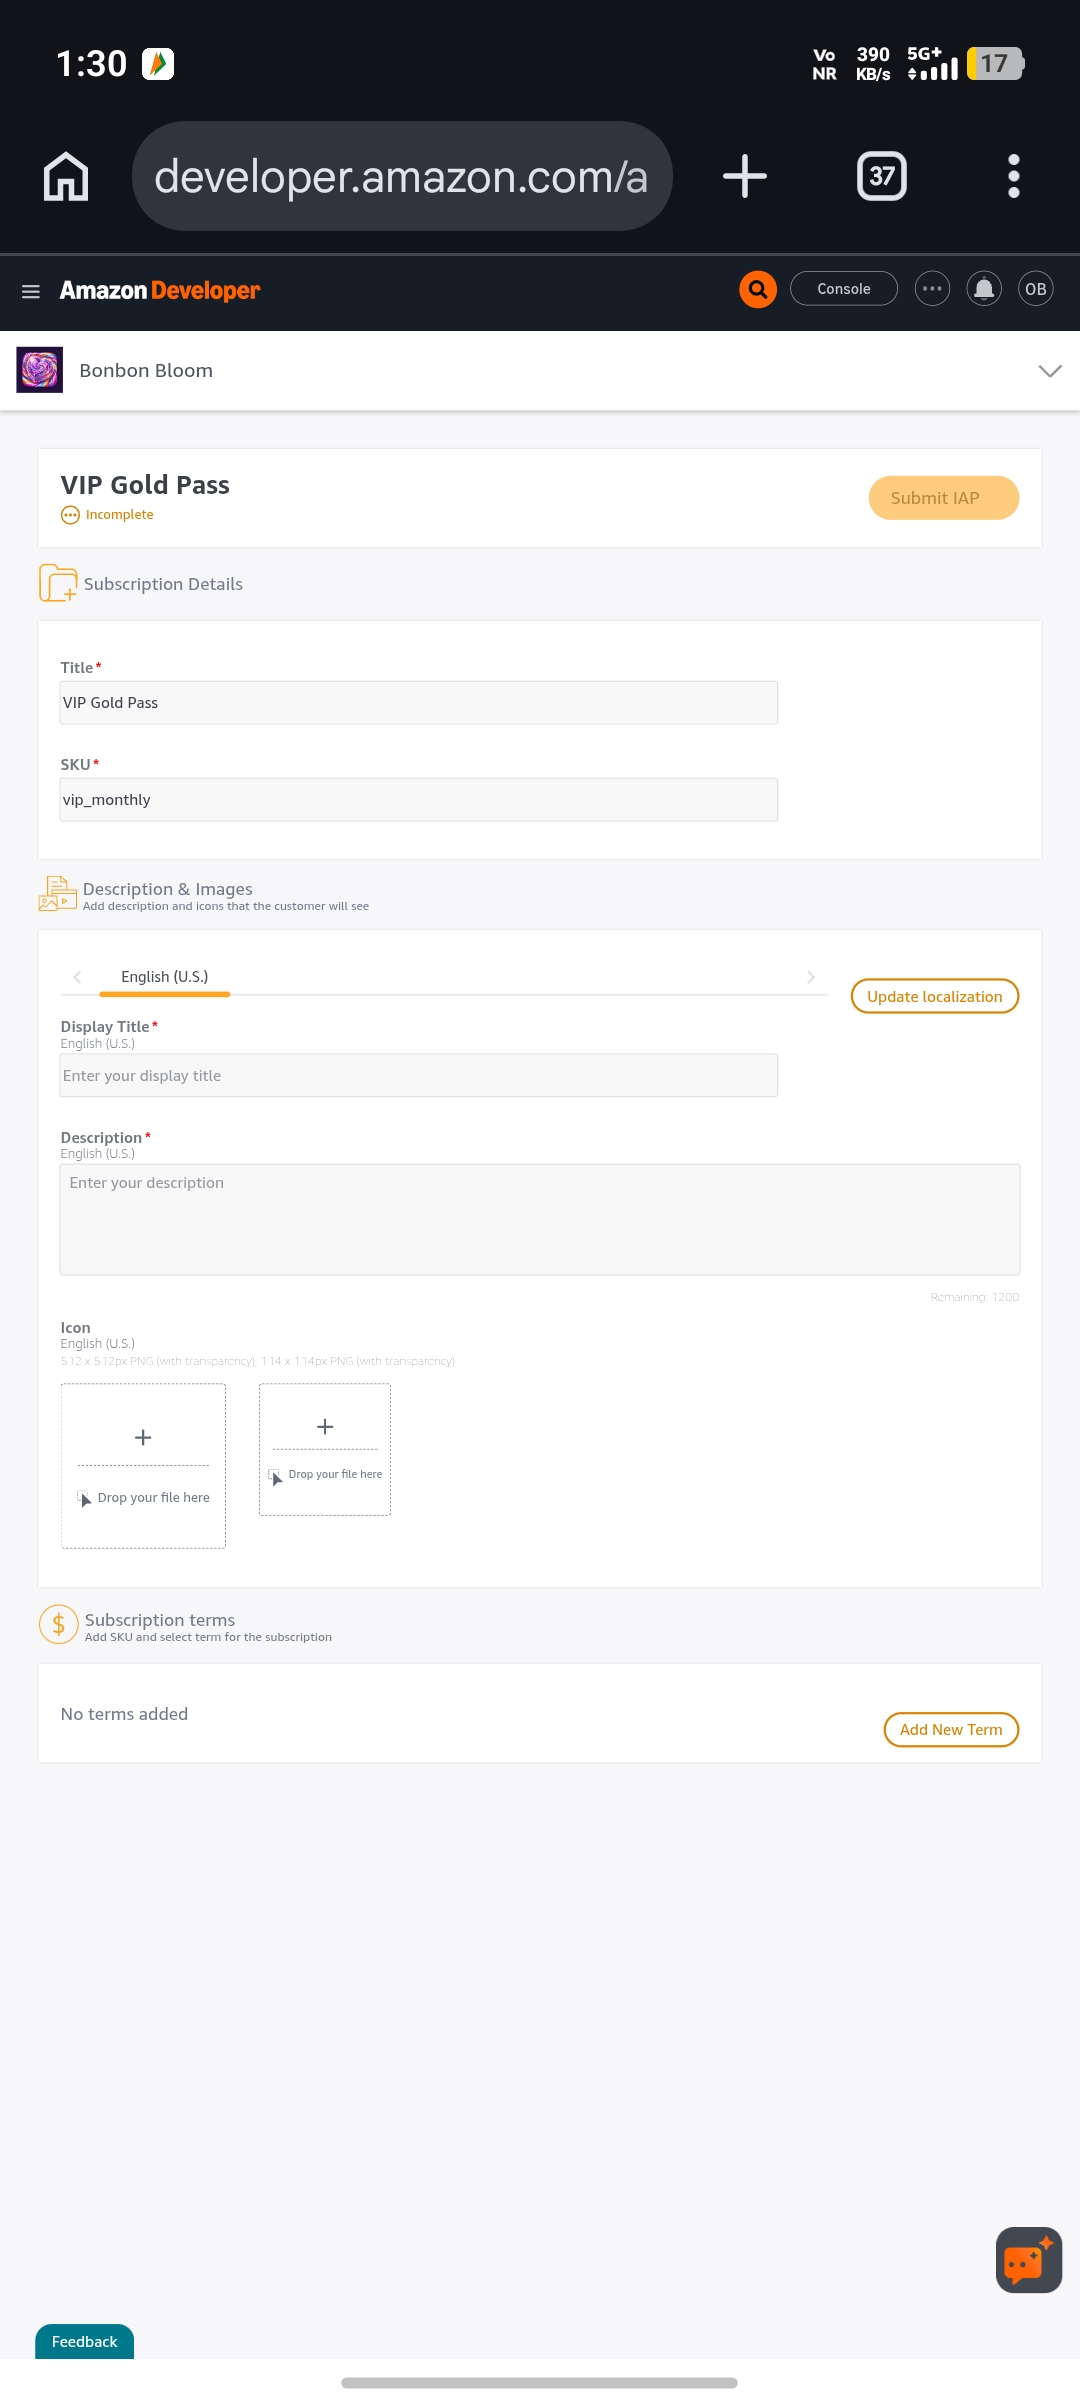 1:30
Vo NR
390 KB/s
5G+
17
developer.amazon.com/a
37
Amazon Developer
Console
OB
Bonbon Bloom
VIP Gold Pass
Incomplete
Submit IAP
Subscription Details
Title*
VIP Gold Pass
SKU*
vip_monthly
Description & Images
Add description and icons that the customer will see
English (U.S.)
Update localization
Display Title*
English (U.S.)
Enter your display title
Description*
English (U.S.)
Enter your description
Remaining: 1200
Icon
English (U.S.)
512 x 512px PNG (with transparency), 114 x 114px PNG (with transparency)
Drop your file here
Drop your file here
Subscription terms
Add SKU and select term for the subscription
No terms added
Add New Term
Feedback